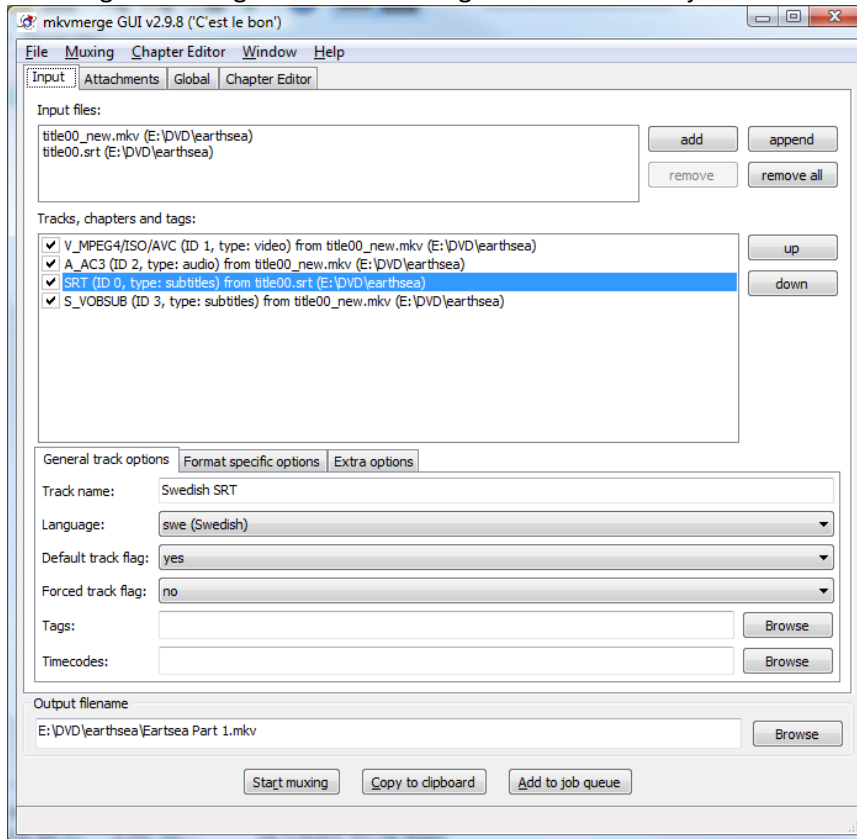 mkvmerge GUI v2.9.8 ('C'est le bon')
File Muxing Chapter Editor Window Help
Input Attachments Global Chapter Editor
Input files:
title00_new.mkv (E:\DVD\earthsea)
title00.srt (E:\DVD\earthsea)
add append
remove remove all
Tracks, chapters and tags:
V_MPEG4/ISO/AVC (ID 1, type: video) from title00_new.mkv (E:\DVD\earthsea)
A_AC3 (ID 2, type: audio) from title00_new.mkv (E:\DVD\earthsea)
SRT (ID 0, type: subtitles) from title00.srt (E:\DVD\earthsea)
S_VOBSUB (ID 3, type: subtitles) from title00_new.mkv (E:\DVD\earthsea)
up
down
General track options Format specific options Extra options
Track name: Swedish SRT
Language: swe (Swedish)
Default track flag: yes
Forced track flag: no
Tags: Browse
Timecodes: Browse
Output filename
E:\DVD\earthsea\Eartsea Part 1.mkv Browse
Start muxing Copy to clipboard Add to job queue